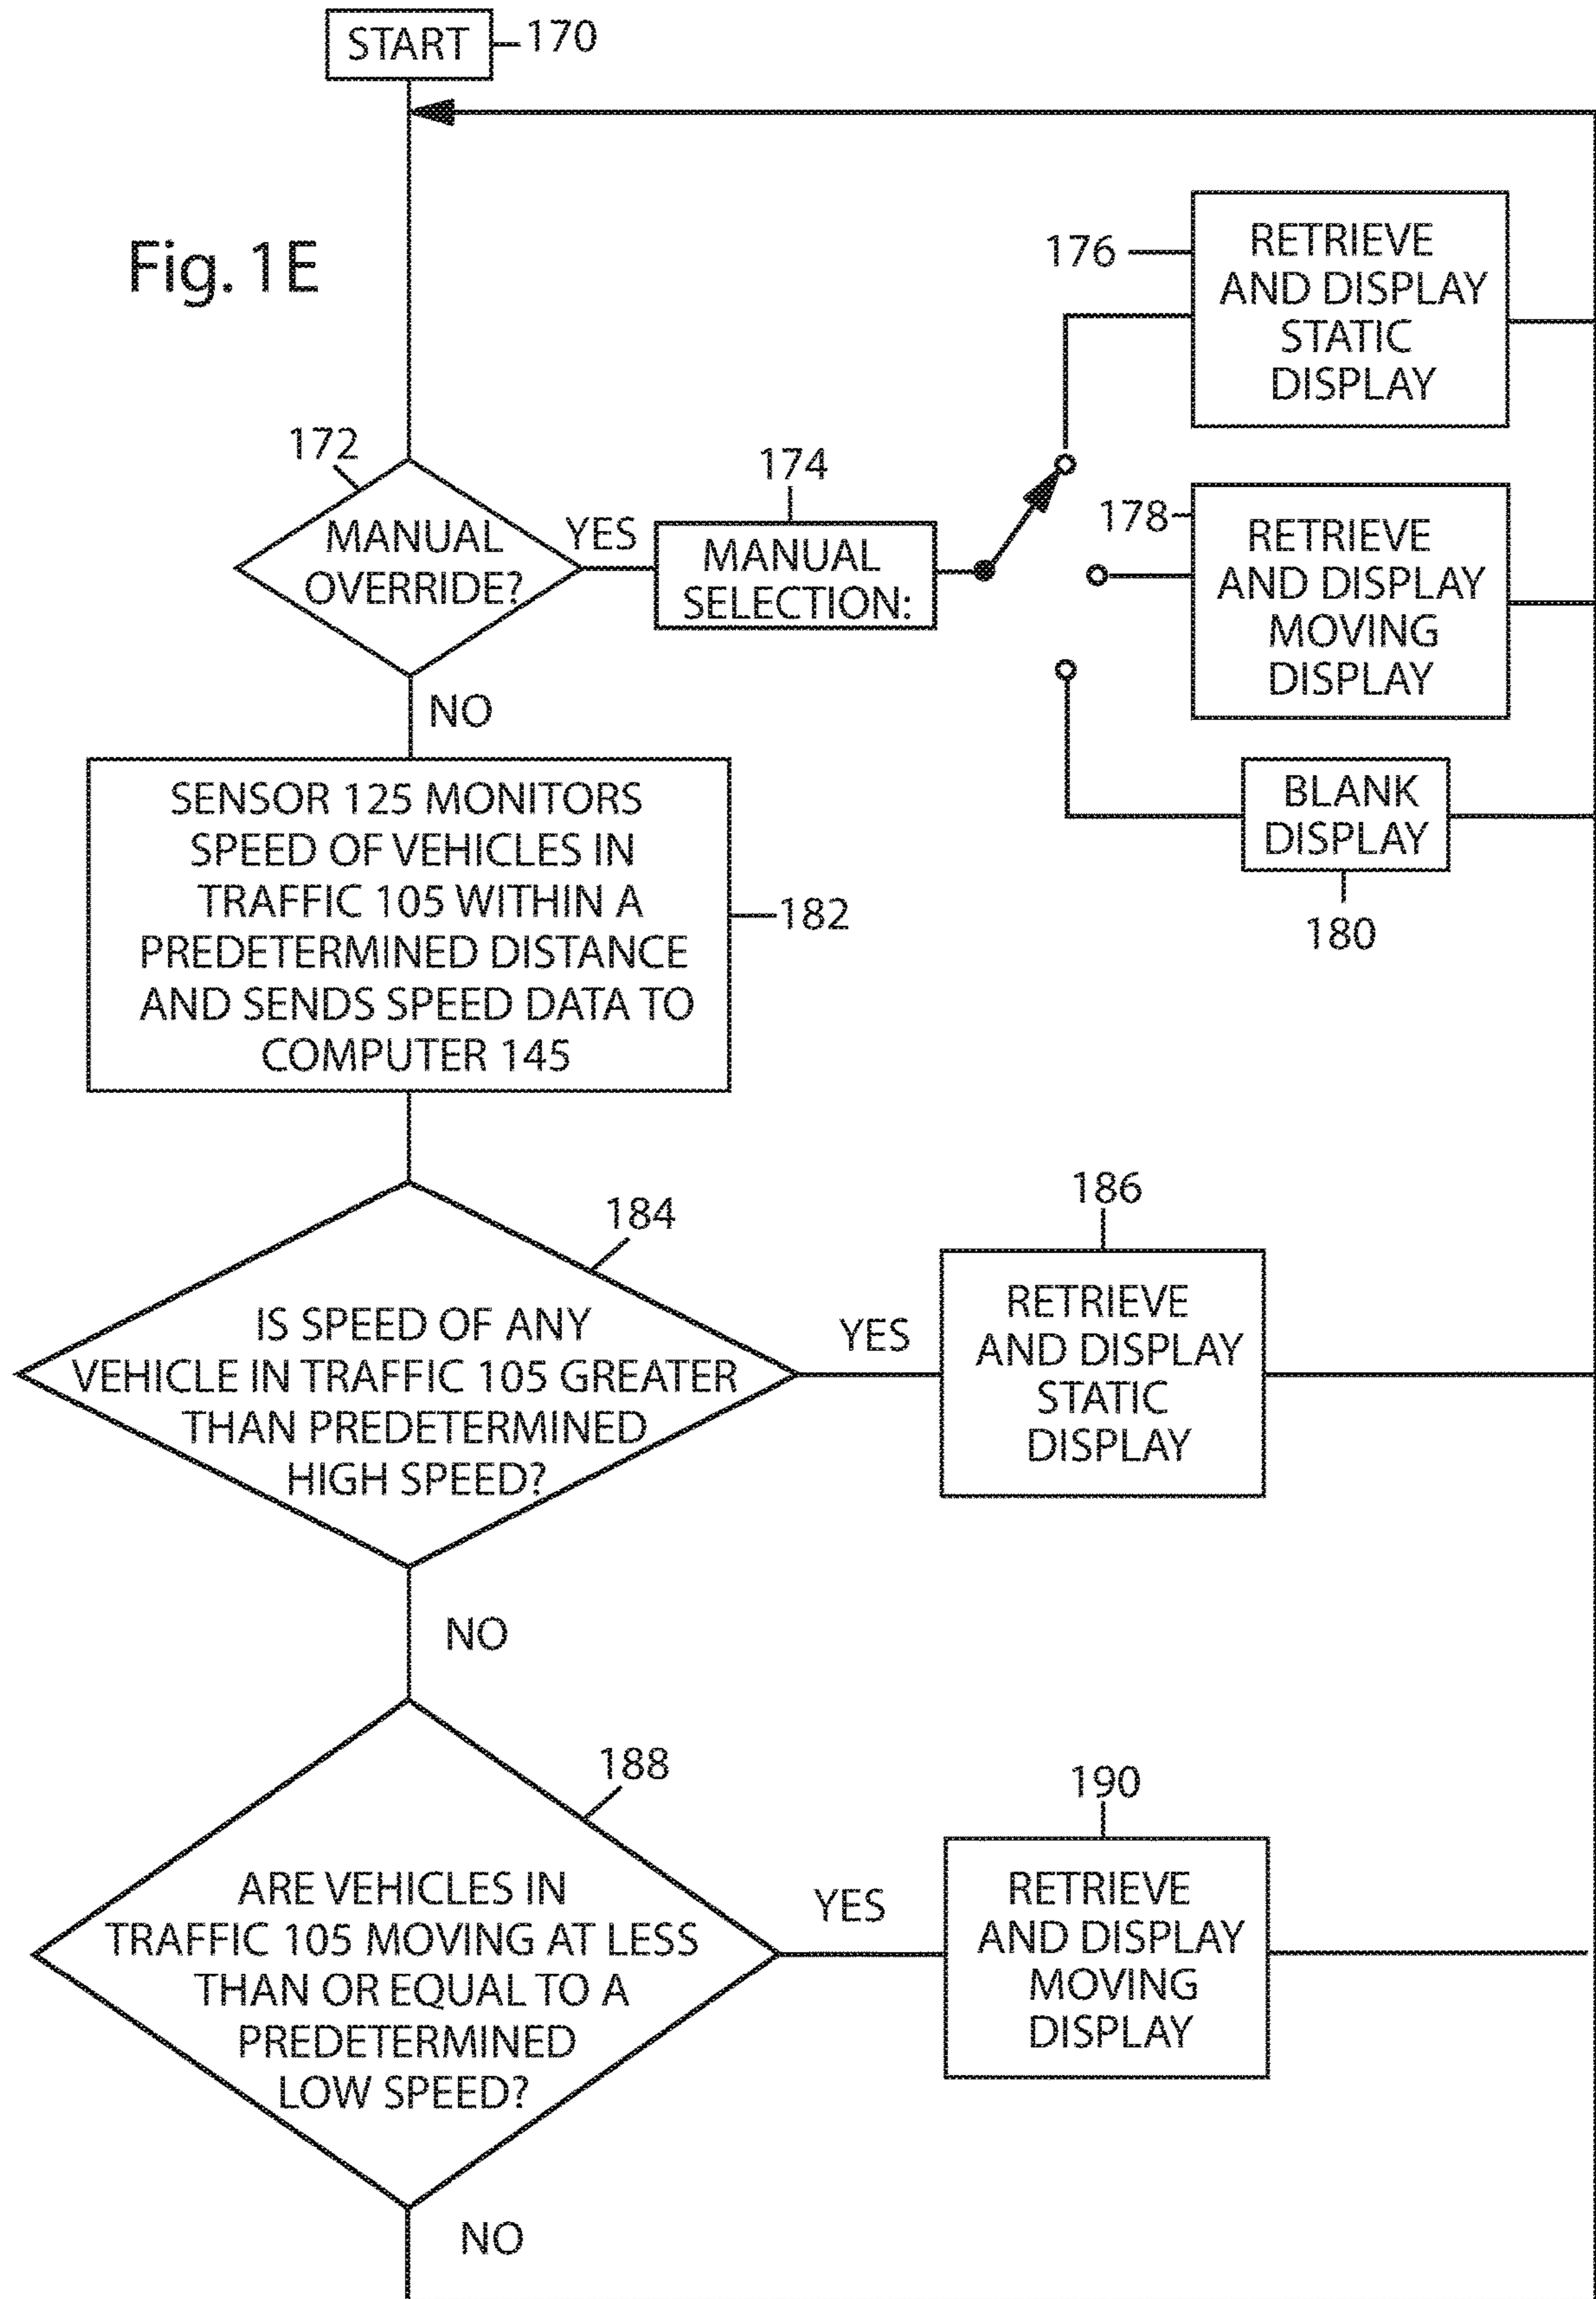 START
170
Fig. 1E
176
RETRIEVE
AND DISPLAY
STATIC
DISPLAY
172
MANUAL
OVERRIDE?
YES
174
MANUAL
SELECTION:
178
RETRIEVE
AND DISPLAY
MOVING
DISPLAY
NO
BLANK
DISPLAY
180
SENSOR 125 MONITORS
SPEED OF VEHICLES IN
TRAFFIC 105 WITHIN A
PREDETERMINED DISTANCE
AND SENDS SPEED DATA TO
COMPUTER 145
182
184
IS SPEED OF ANY
VEHICLE IN TRAFFIC 105 GREATER
THAN PREDETERMINED
HIGH SPEED?
YES
186
RETRIEVE
AND DISPLAY
STATIC
DISPLAY
NO
188
ARE VEHICLES IN
TRAFFIC 105 MOVING AT LESS
THAN OR EQUAL TO A
PREDETERMINED
LOW SPEED?
YES
190
RETRIEVE
AND DISPLAY
MOVING
DISPLAY
NO